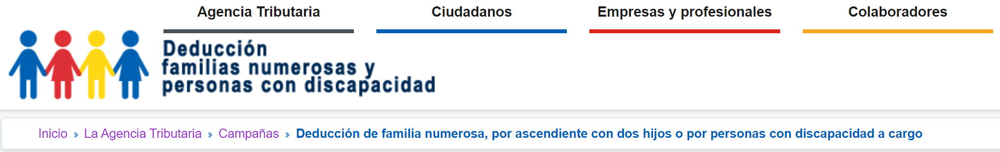 Agencia Tributaria
Ciudadanos
Empresas y profesionales
Colaboradores
Deducción
familias numerosas y
personas con discapacidad
Inicio › La Agencia Tributaria › Campañas › Deducción de familia numerosa, por ascendiente con dos hijos o por personas con discapacidad a cargo